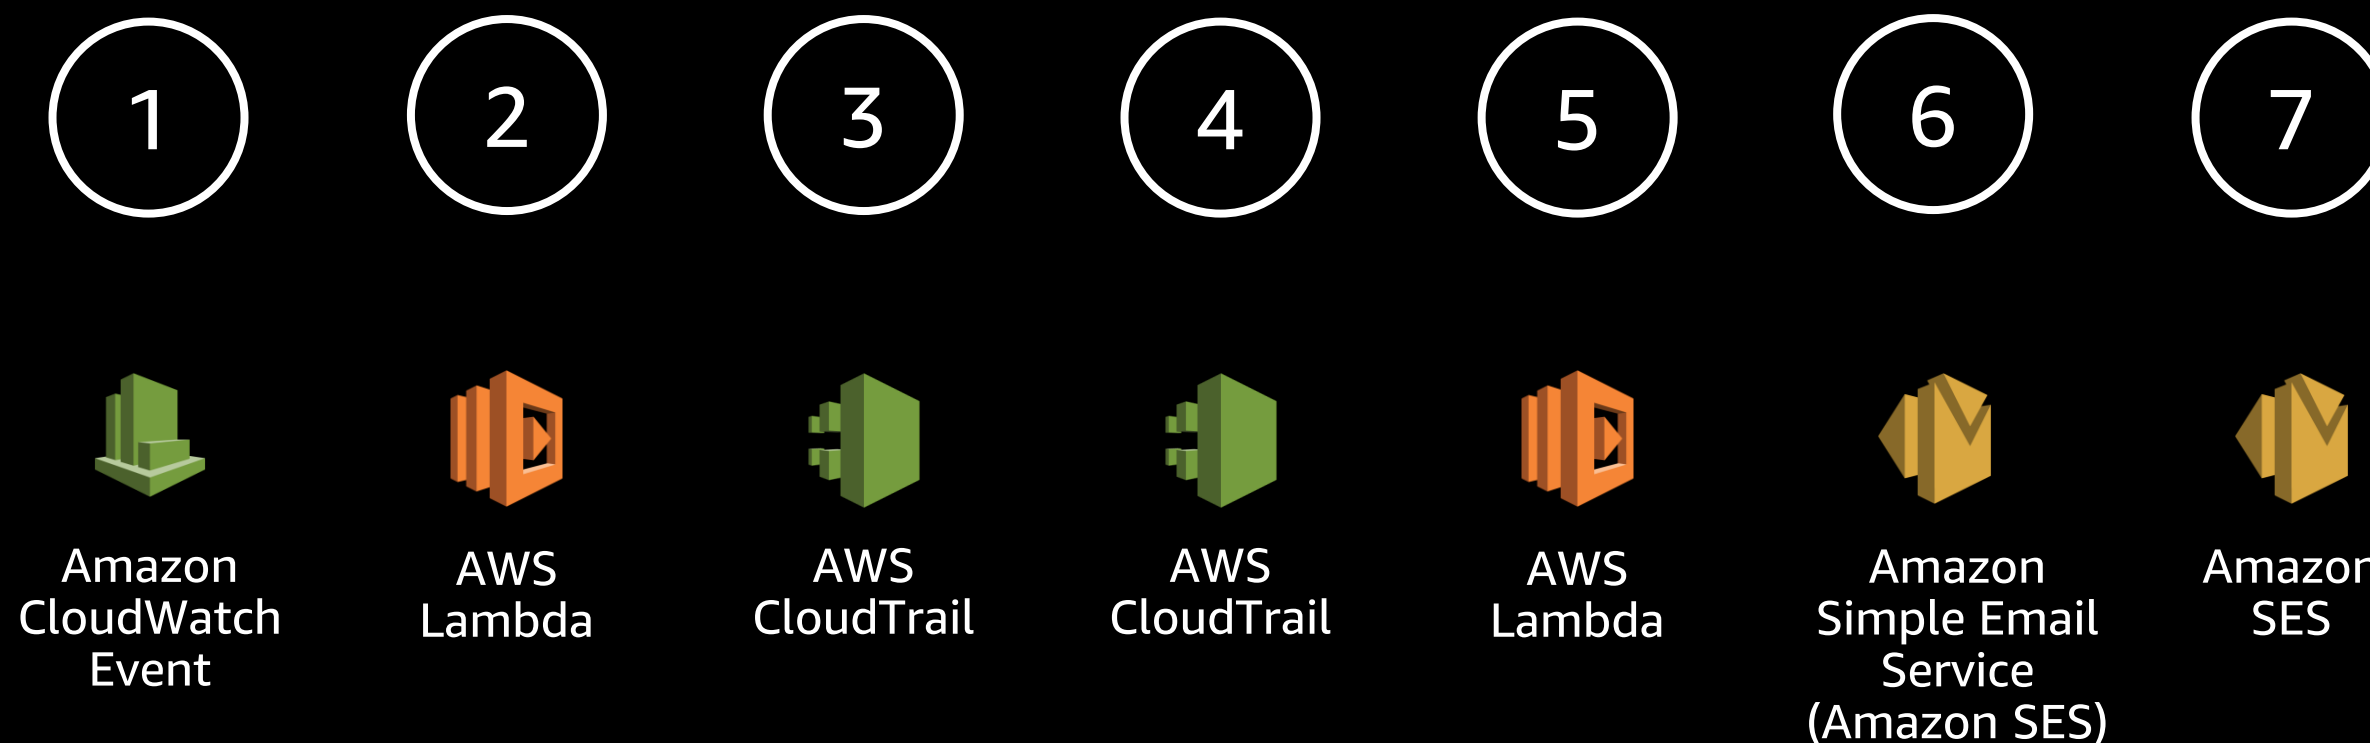 1
2
3
4
5
6
7
Amazon
CloudWatch
Event
AWS
Lambda
AWS
CloudTrail
AWS
CloudTrail
AWS
Lambda
Amazon
Simple Email
Service
(Amazon SES)
Amazon
SES